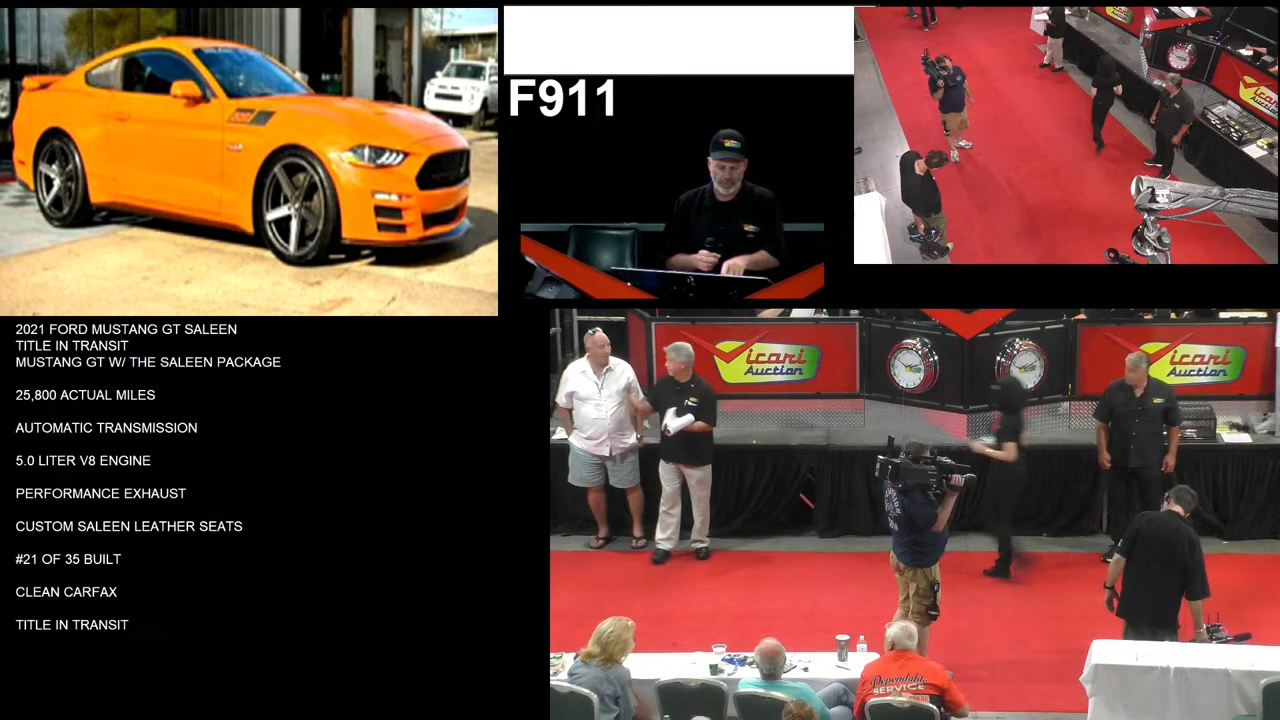 F911
2021 FORD MUSTANG GT SALEEN
TITLE IN TRANSIT
MUSTANG GT W/ THE SALEEN PACKAGE
25,800 ACTUAL MILES
AUTOMATIC TRANSMISSION
5.0 LITER V8 ENGINE
PERFORMANCE EXHAUST
CUSTOM SALEEN LEATHER SEATS
#21 OF 35 BUILT
CLEAN CARFAX
TITLE IN TRANSIT
Vicari
Auction
Vicari
Auction
Vicari
Auction
Dependable
SERVICE